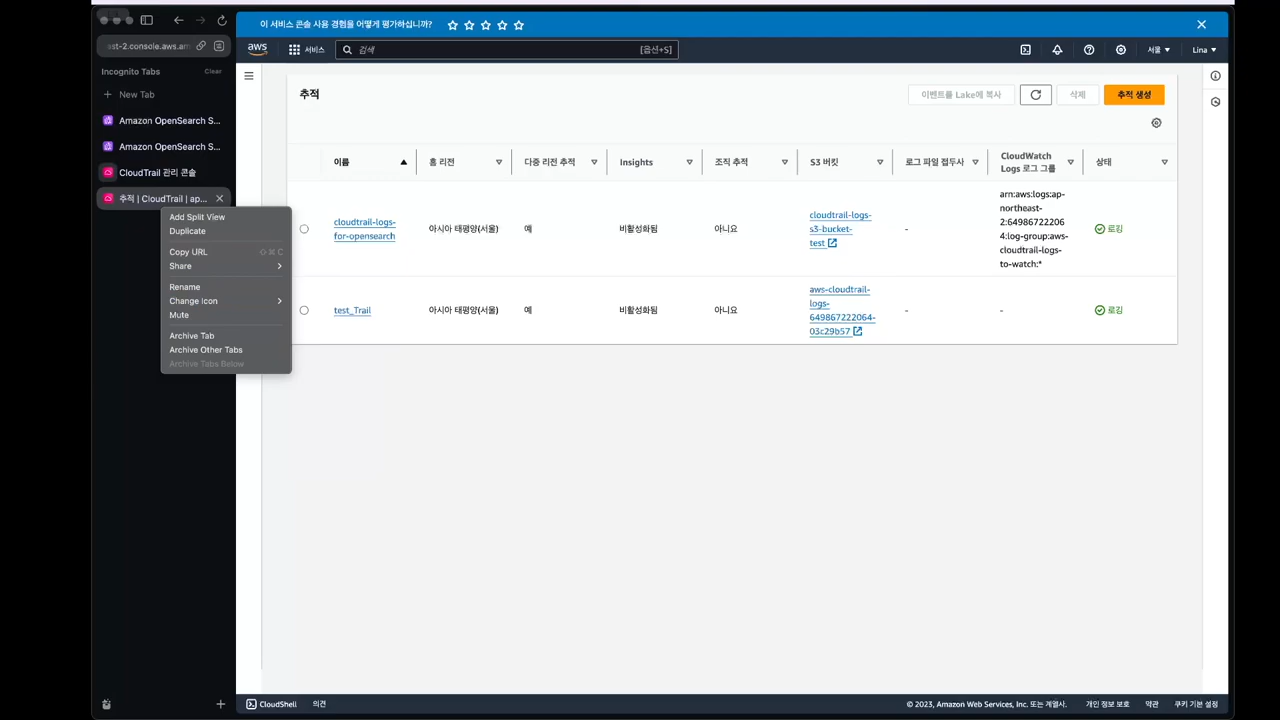 이 서비스 콘솔 사용 경험을 어떻게 평가하십니까?
st-2.console.aws.am
aws
서비스
검색
[옵션+S]
서울 ▼
Lina ▼
Incognito Tabs
Clear
New Tab
Amazon OpenSearch S...
Amazon OpenSearch S...
CloudTrail 관리 콘솔
추적 | CloudTrail | ap...
Add Split View
Duplicate
Copy URL
⇧ ⌘ C
Share
Rename
Change Icon
Mute
Archive Tab
Archive Other Tabs
Archive Tabs Below
추적
이벤트를 Lake에 복사
삭제
추적 생성
이름
홈 리전
다중 리전 추적
Insights
조직 추적
S3 버킷
로그 파일 접두사
CloudWatch
Logs 로그 그룹
상태
cloudtrail-logs-
for-opensearch
아시아 태평양(서울)
예
비활성화됨
아니요
cloudtrail-logs-
s3-bucket-
test
-
arn:aws:logs:ap-
northeast-
2:64986722206
4:log-group:aws-
cloudtrail-logs-
to-watch:*
로깅
test_Trail
아시아 태평양(서울)
예
비활성화됨
아니요
aws-cloudtrail-
logs-
649867222064-
03c29b57
-
-
로깅
CloudShell
의견
© 2023, Amazon Web Services, Inc. 또는 계열사.
개인 정보 보호
약관
쿠키 기본 설정